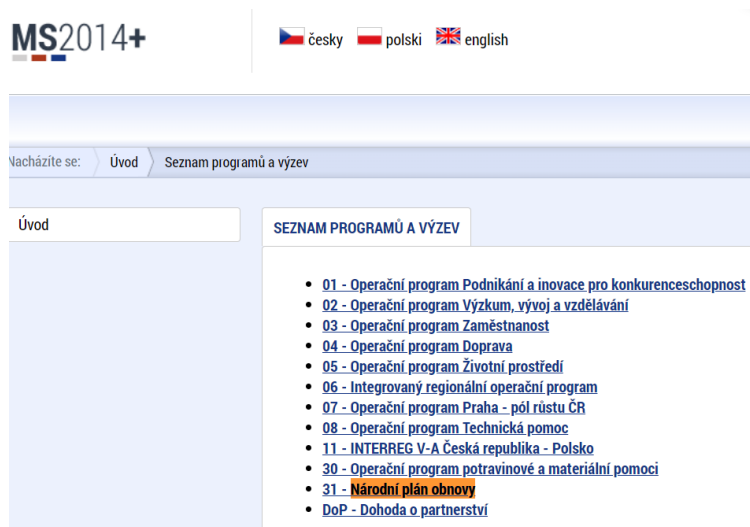 MS2014+
česky polski english
Nacházíte se: Úvod Seznam programů a výzev
Úvod
SEZNAM PROGRAMŮ A VÝZEV
01 - Operační program Podnikání a inovace pro konkurenceschopnost
02 - Operační program Výzkum, vývoj a vzdělávání
03 - Operační program Zaměstnanost
04 - Operační program Doprava
05 - Operační program Životní prostředí
06 - Integrovaný regionální operační program
07 - Operační program Praha - pól růstu ČR
08 - Operační program Technická pomoc
11 - INTERREG V-A Česká republika - Polsko
30 - Operační program potravinové a materiální pomoci
31 - Národní plán obnovy
DoP - Dohoda o partnerství